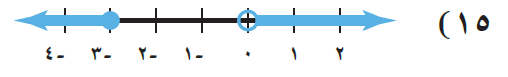 ١٥)
٤- ٣- ٢- ١- ٠ ١ ٢